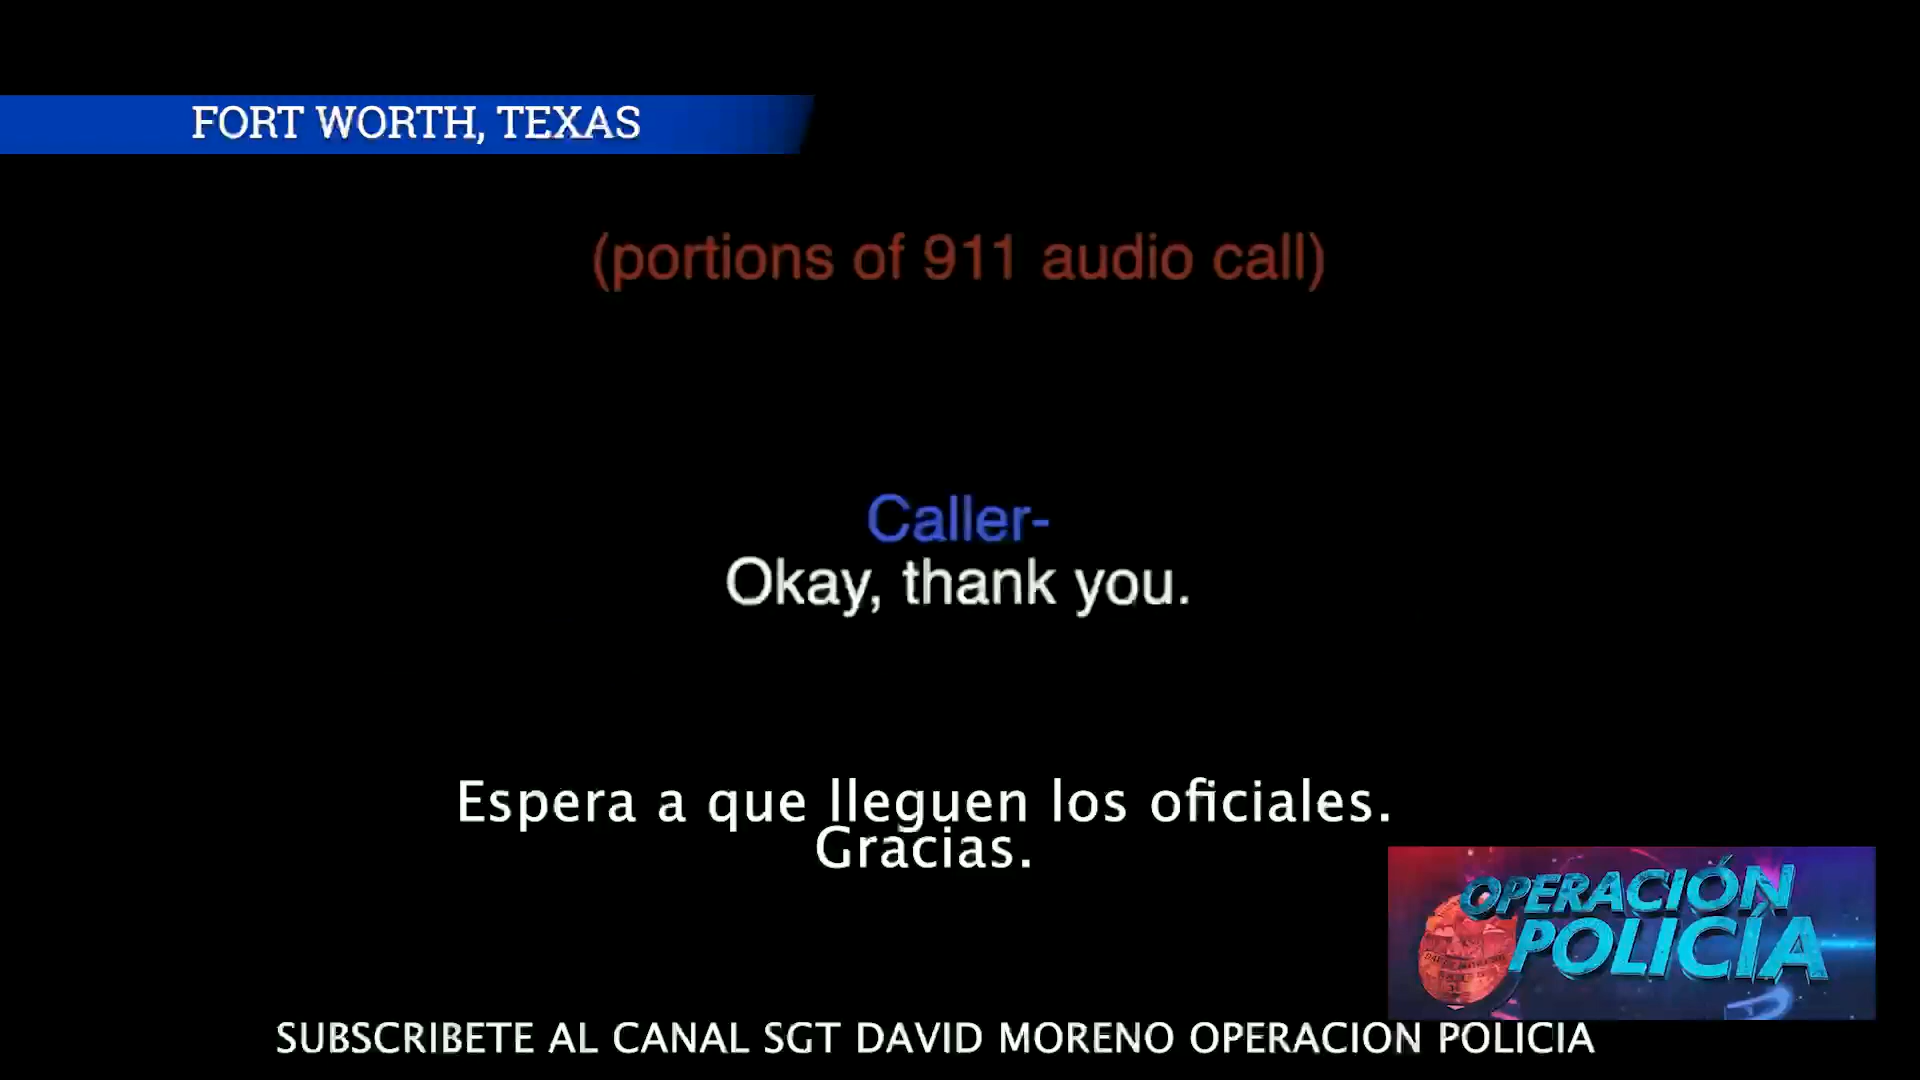 FORT WORTH, TEXAS
(portions of 911 audio call)
Caller-
Okay, thank you.
Espera a que lleguen los oficiales.
Gracias.
OPERACIÓN
POLICÍA
SUBSCRIBETE AL CANAL SGT DAVID MORENO OPERACION POLICIA